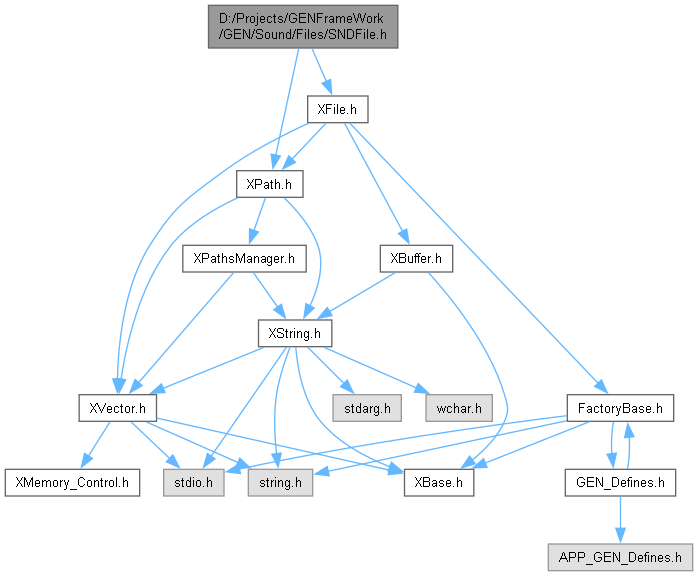 D:/Projects/GENFrameWork
/GEN/Sound/Files/SNDFile.h
XFile.h
XPath.h
XPathsManager.h
XBuffer.h
XString.h
XVector.h
stdarg.h
wchar.h
FactoryBase.h
XMemory_Control.h
stdio.h
string.h
XBase.h
GEN_Defines.h
APP_GEN_Defines.h